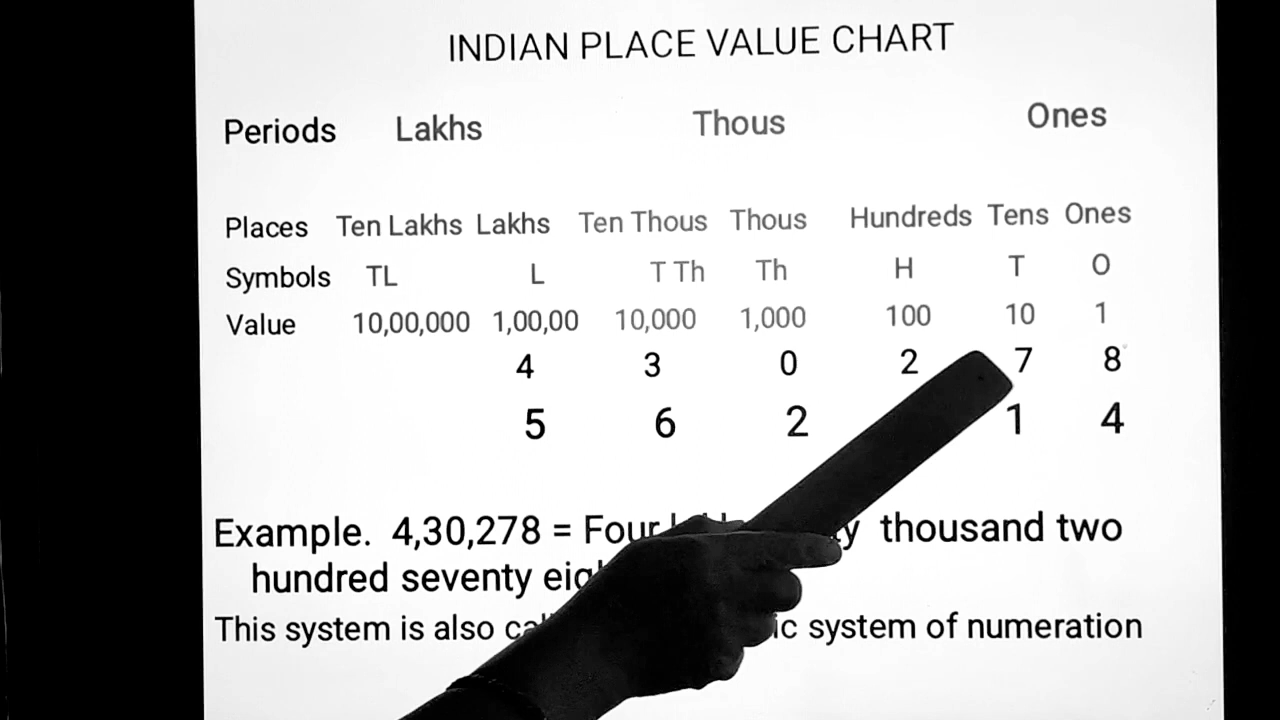 INDIAN PLACE VALUE CHART
Periods Lakhs Thous Ones
Places Ten Lakhs Lakhs Ten Thous Thous Hundreds Tens Ones
Symbols TL L T Th Th H T O
Value 10,00,000 1,00,00 10,000 1,000 100 10 1
4 3 0 2 7 8
5 6 2 1 4
Example. 4,30,278 = Four thousand two
hundred seventy
This system is also system of numeration